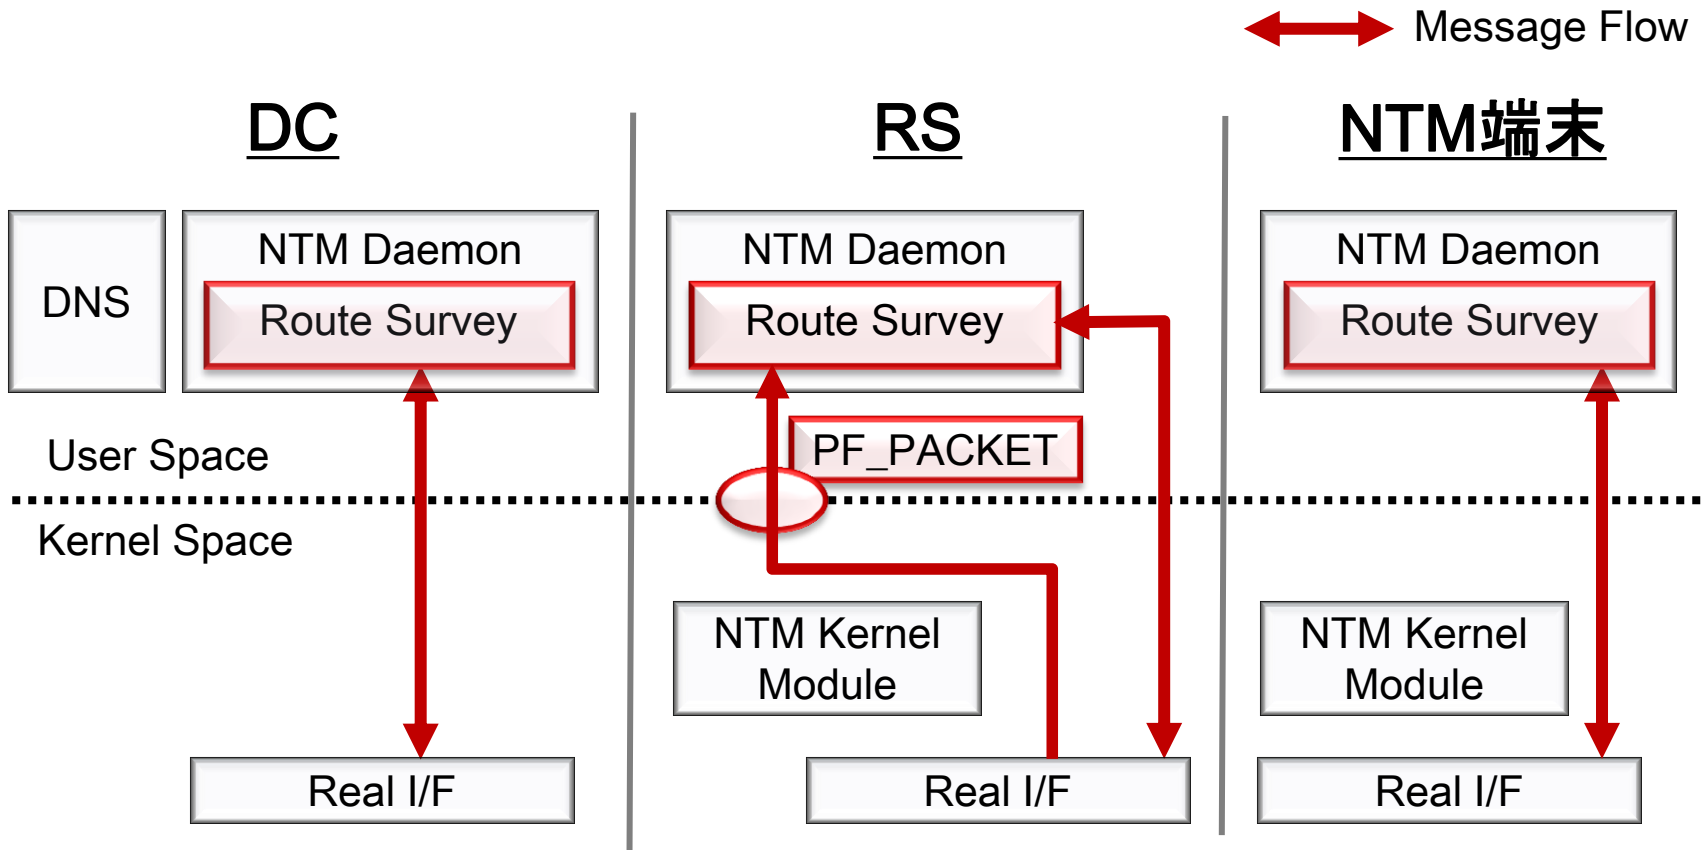 Message Flow
DC
RS
NTM端末
DNS
NTM Daemon
Route Survey
NTM Daemon
Route Survey
NTM Daemon
Route Survey
PF_PACKET
User Space
Kernel Space
NTM Kernel
Module
NTM Kernel
Module
Real I/F
Real I/F
Real I/F